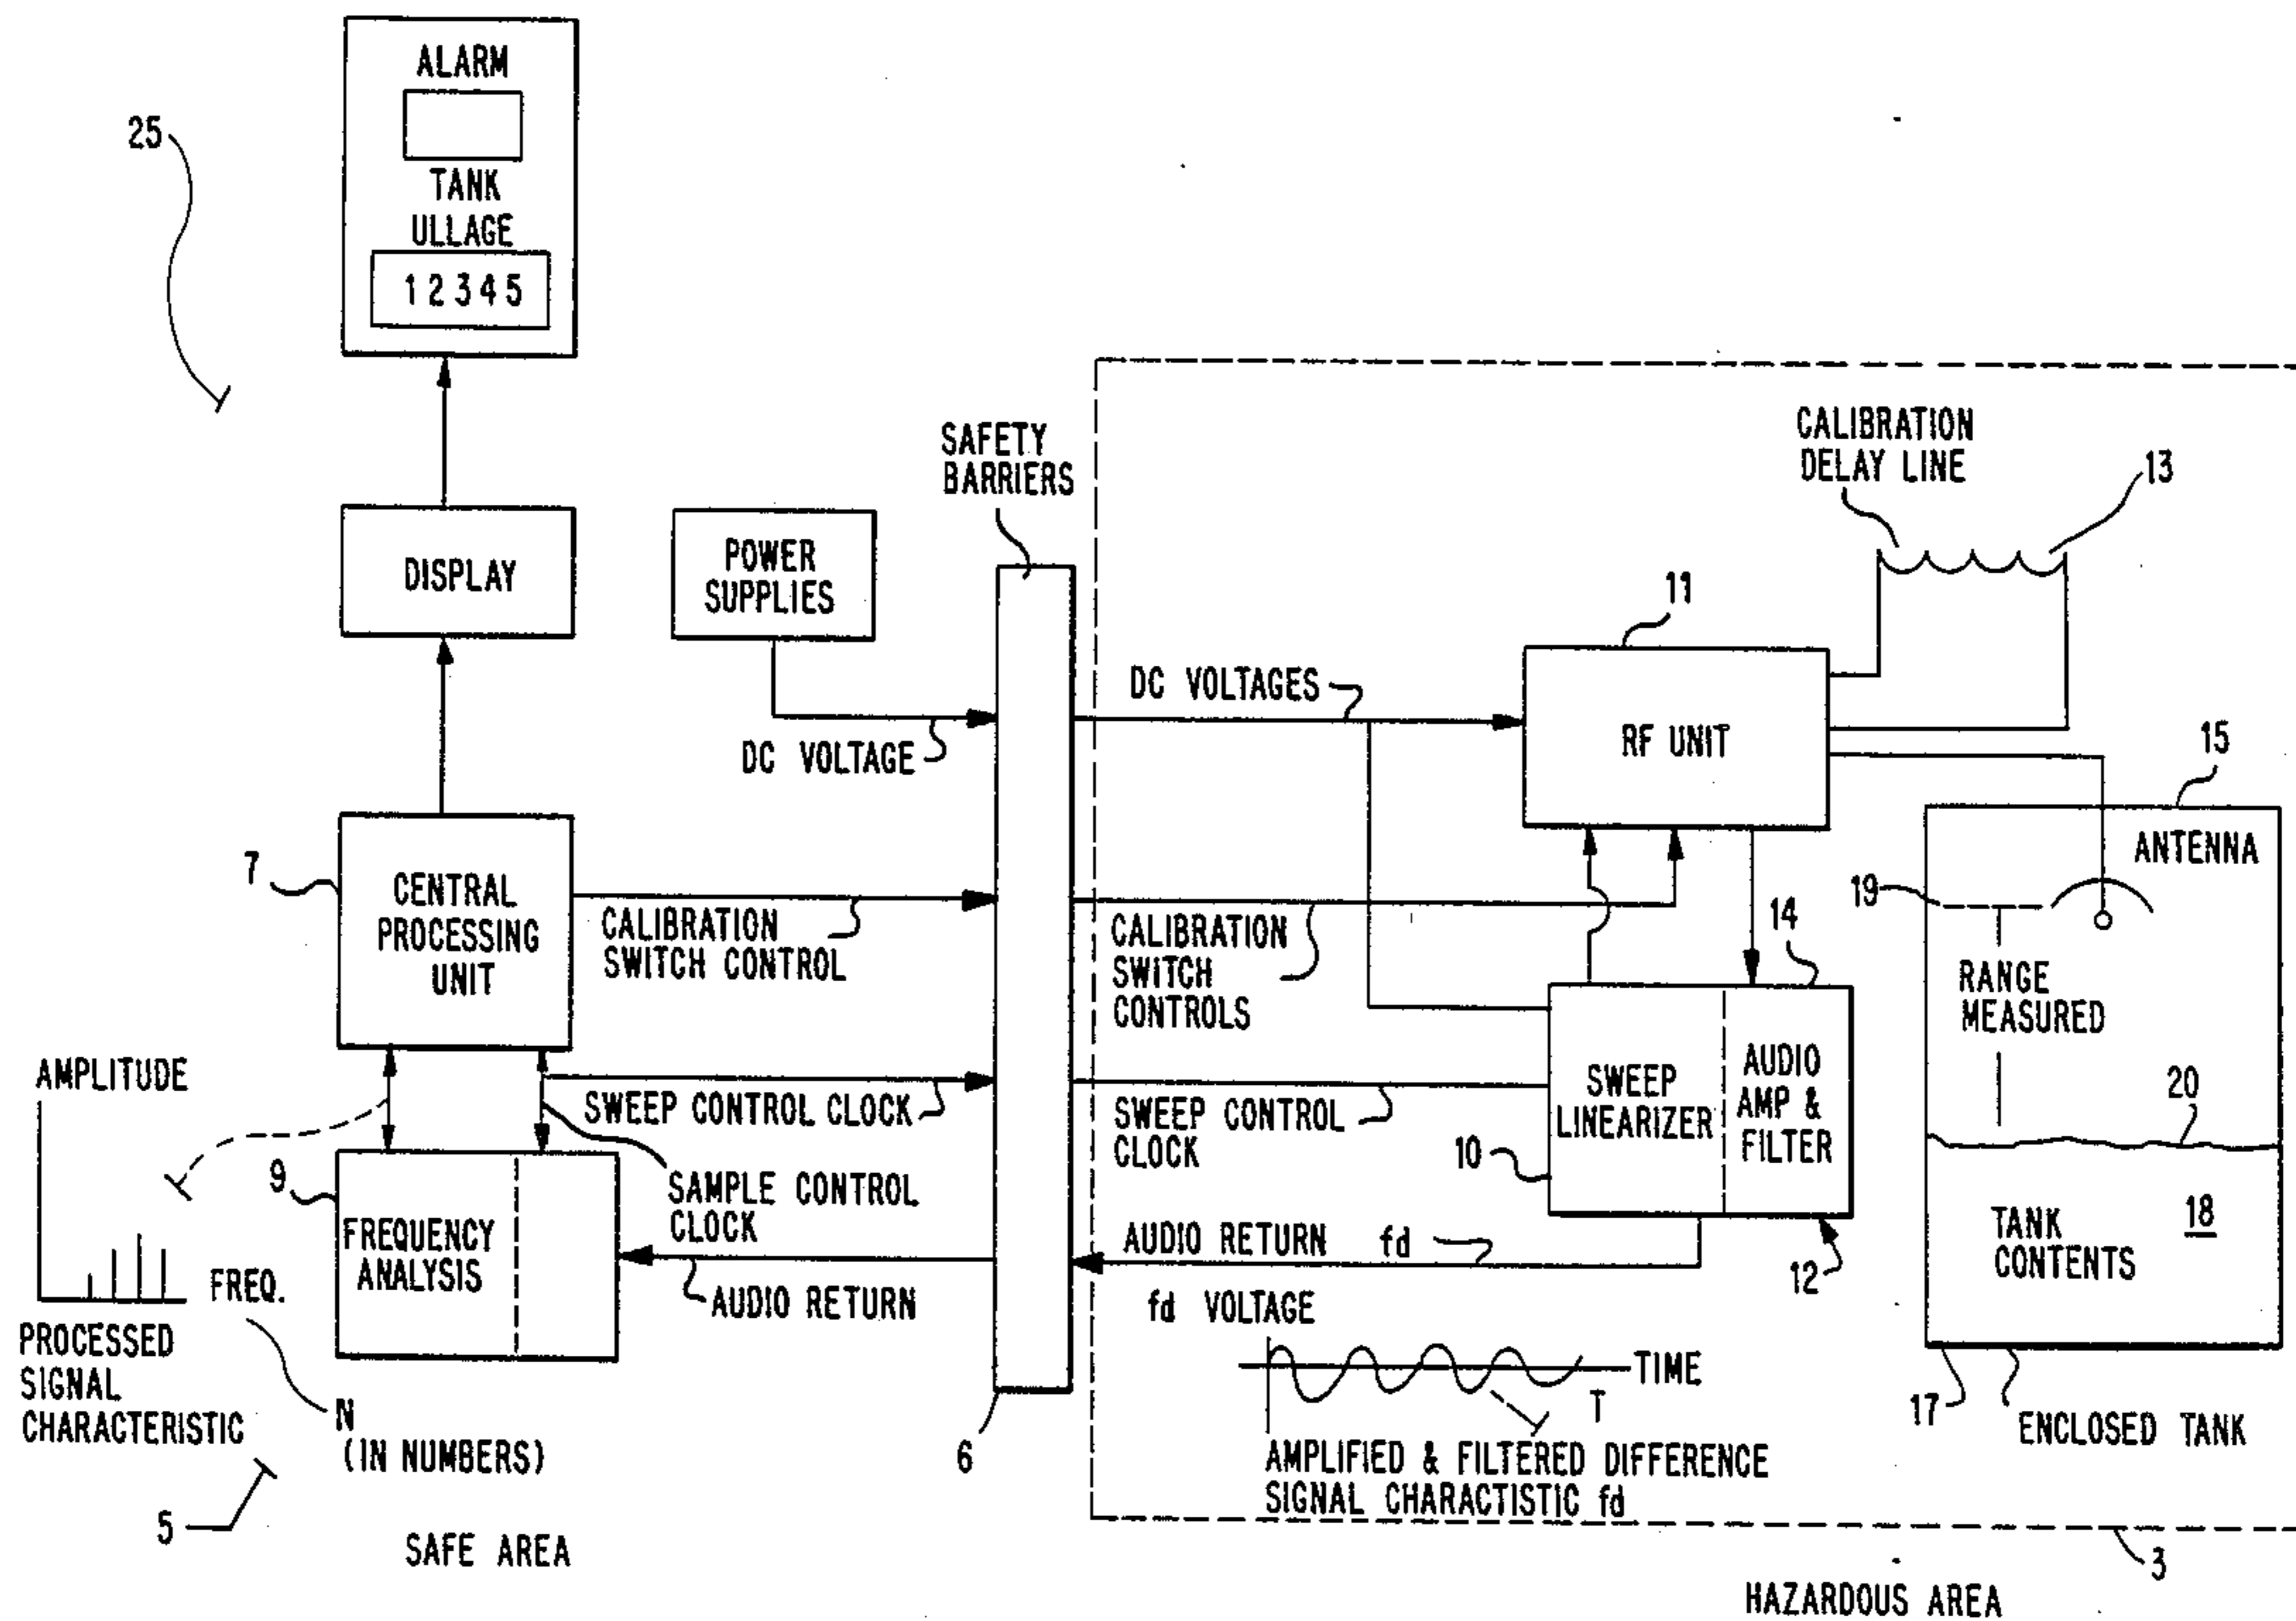 ALARM
25
TANK
ULLAGE
12345
DISPLAY
POWER
SUPPLIES
SAFETY
BARRIERS
CALIBRATION
DELAY LINE
13
11
DC VOLTAGES
RF UNIT
DC VOLTAGE
15
ANTENNA
7
CENTRAL
PROCESSING
UNIT
CALIBRATION
SWITCH CONTROL
CALIBRATION
SWITCH
CONTROLS
14
19
RANGE
MEASURED
AMPLITUDE
SWEEP CONTROL CLOCK
SWEEP CONTROL
CLOCK
SWEEP
LINEARIZER
AUDIO
AMP &
FILTER
20
9
10
SAMPLE CONTROL
CLOCK
FREQUENCY
ANALYSIS
FREQ.
AUDIO RETURN
AUDIO RETURN fd
12
TANK
CONTENTS
18
PROCESSED
SIGNAL
CHARACTERISTIC
N
(IN NUMBERS)
fd VOLTAGE
TIME
T
AMPLIFIED & FILTERED DIFFERENCE
SIGNAL CHARACTISTIC fd
17
ENCLOSED TANK
6
5
SAFE AREA
3
HAZARDOUS AREA